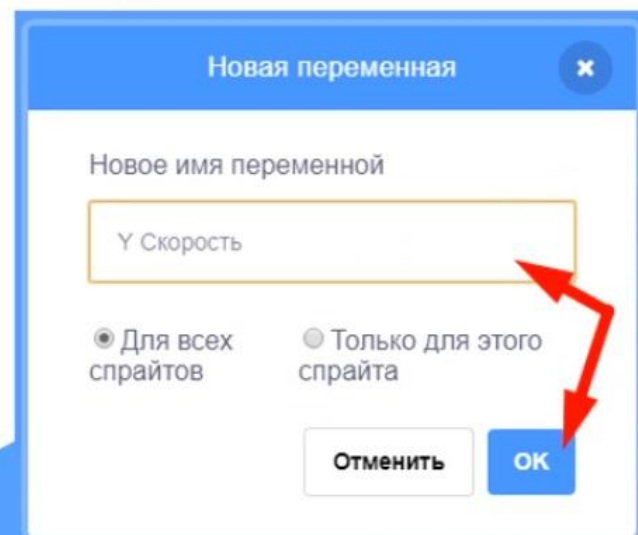 Новая переменная
Новое имя переменной
Y Скорость
Для всех
спрайтов
Только для этого
спрайта
Отменить
ОК